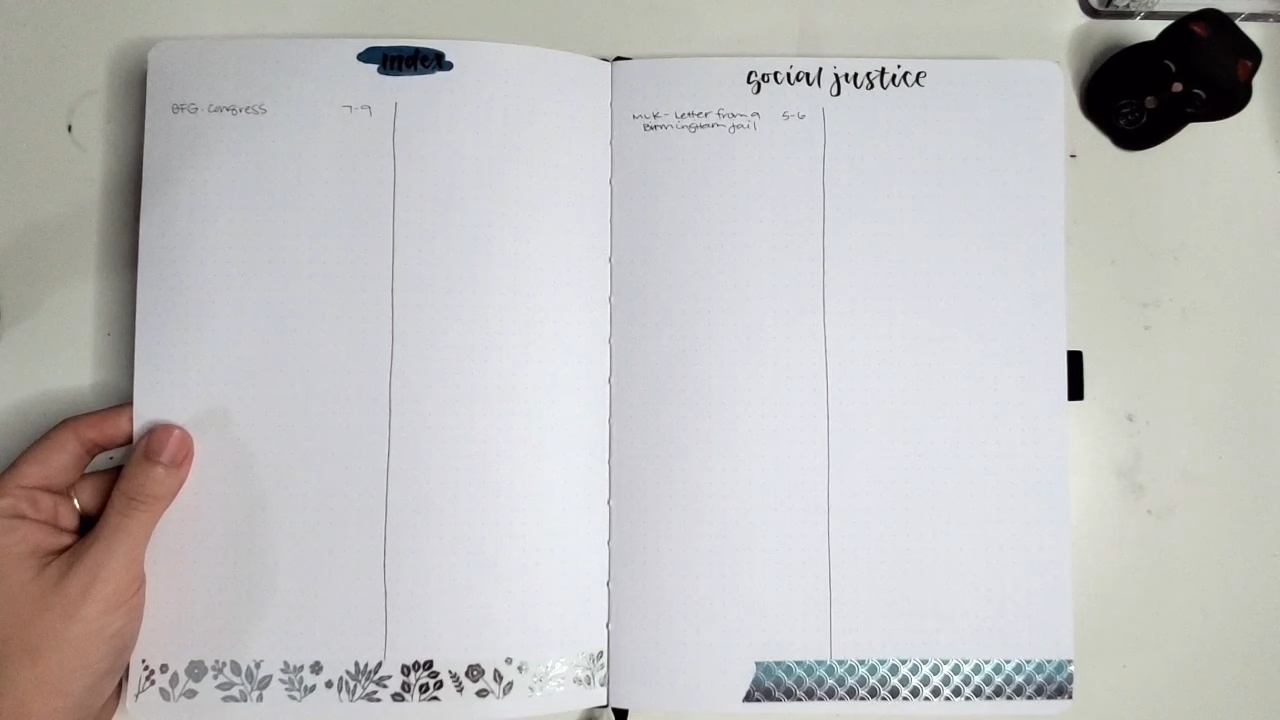 index
BFG - Congress 7-9
social justice
MLK - Letter from a 5-6
Birmingham jail